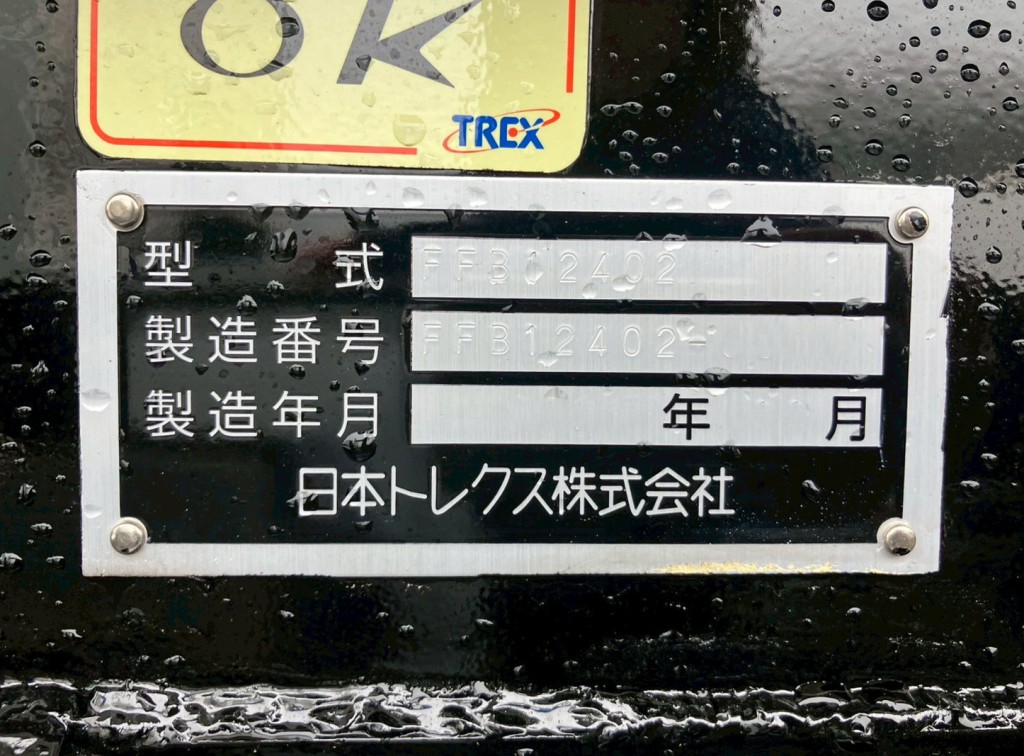 OK
TREX
型式 FFB12402
製造番号 FFB12402-
製造年月 年 月
日本トレクス株式会社